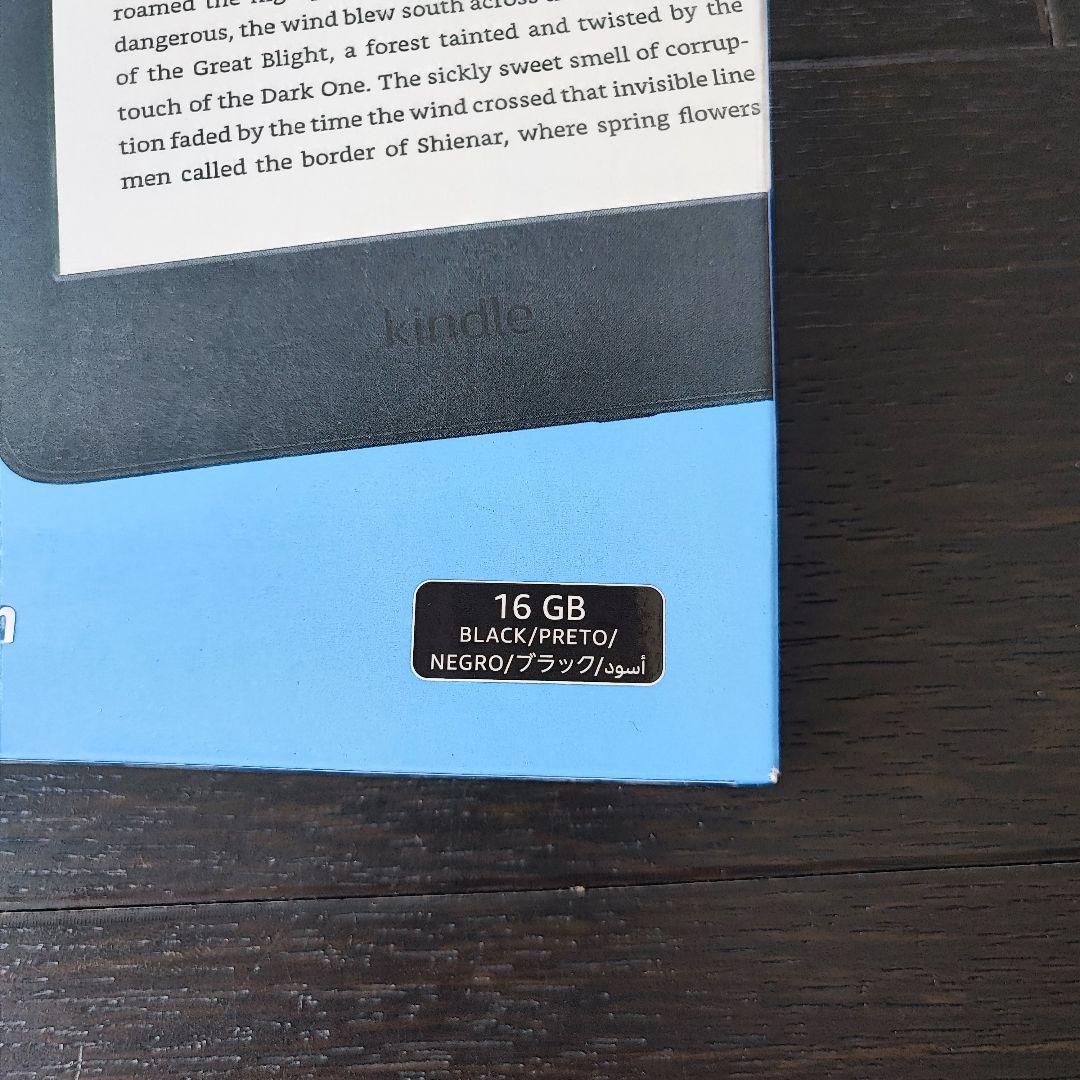 roamed the
dangerous, the wind blew south across
of the Great Blight, a forest tainted and twisted by the
touch of the Dark One. The sickly sweet smell of corrup-
tion faded by the time the wind crossed that invisible line
men called the border of Shienar, where spring flowers
kindle
16 GB
BLACK/PRETO/
NEGRO/ブラック/أسود